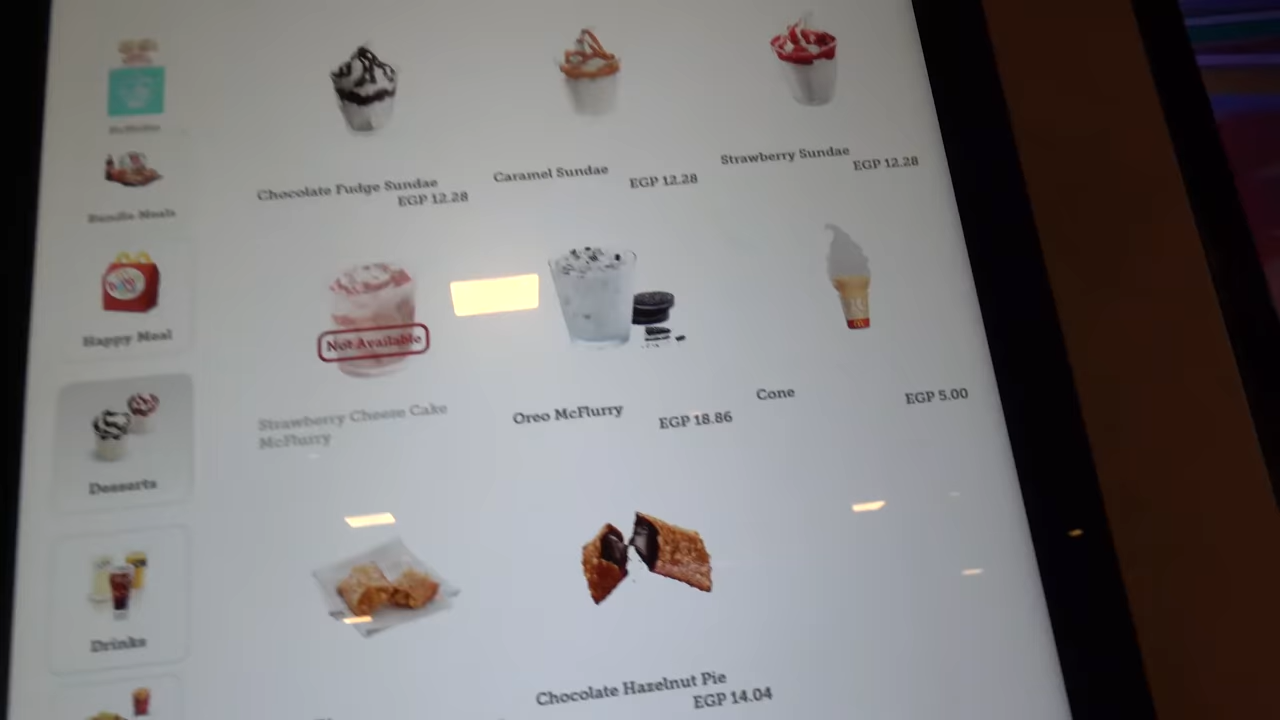 Chocolate Fudge Sundae
EGP 12.28
Caramel Sundae
EGP 12.28
Strawberry Sundae
EGP 12.28
Bundle Meals
Happy Meal
Not Available
Strawberry Cheese Cake
McFlurry
Oreo McFlurry
EGP 18.86
Cone
EGP 5.00
Desserts
Drinks
Chocolate Hazelnut Pie
EGP 14.04